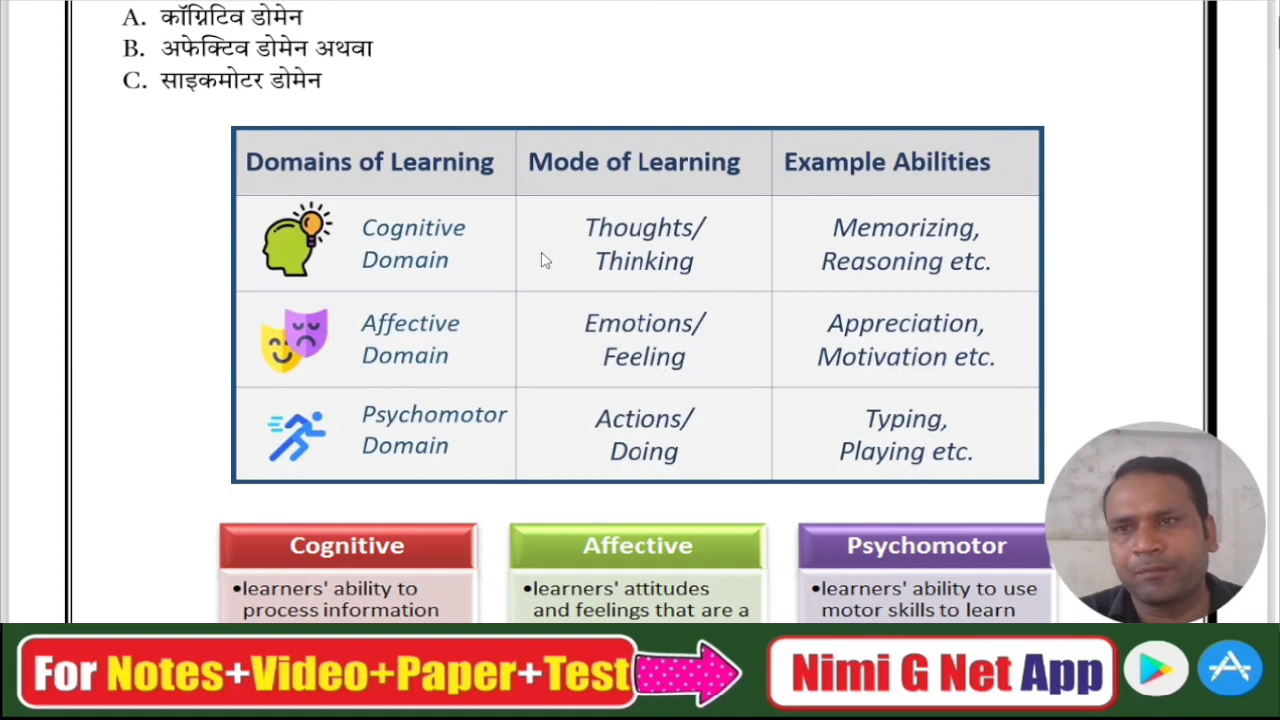 A. कॉग्निटिव डोमेन
B. अफेक्टिव डोमेन अथवा
C. साइकमोटर डोमेन
Domains of Learning Mode of Learning Example Abilities
Cognitive Domain
Thoughts/
Thinking
Memorizing,
Reasoning etc.
Affective Domain
Emotions/
Feeling
Appreciation,
Motivation etc.
Psychomotor Domain
Actions/
Doing
Typing,
Playing etc.
Cognitive
•learners' ability to
process information
Affective
•learners' attitudes
and feelings that are a
Psychomotor
•learners' ability to use
motor skills to learn
For Notes+Video+Paper+Test
Nimi G Net App